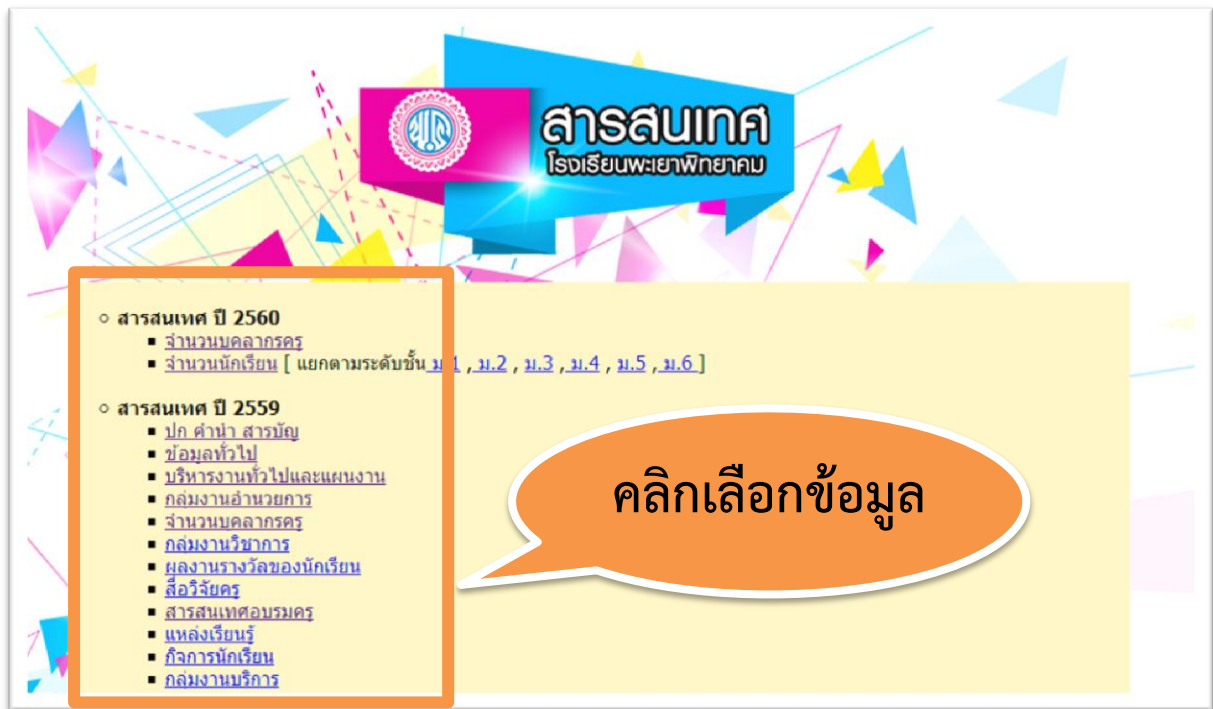 สารสนเทศ
โรงเรียนพะเยาพิทยาคม
○ สารสนเทศ ปี 2560
▪ จำนวนบุคลากรครู
▪ จำนวนนักเรียน [ แยกตามระดับชั้น ม.1 , ม.2 , ม.3 , ม.4 , ม.5 , ม.6 ]
○ สารสนเทศ ปี 2559
▪ ปก คำนำ สารบัญ
▪ ข้อมูลทั่วไป
▪ บริหารงานทั่วไปและแผนงาน
▪ กลุ่มงานอำนวยการ
▪ จำนวนบุคลากรครู
▪ กลุ่มงานวิชาการ
▪ ผลงานรางวัลของนักเรียน
▪ สื่อวิจัยครู
▪ สารสนเทศอบรมครู
▪ แหล่งเรียนรู้
▪ กิจการนักเรียน
▪ กลุ่มงานบริการ
คลิกเลือกข้อมูล